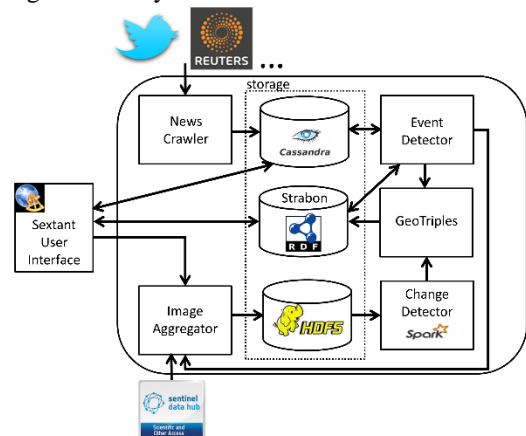 REUTERS
...
storage
News
Crawler
Cassandra
Event
Detector
Strabon
RDF
GeoTriples
Sextant
User
Interface
Image
Aggregator
HDFS
Change
Detector
Spark
sentinel
data hub
Scientific and
Other Access